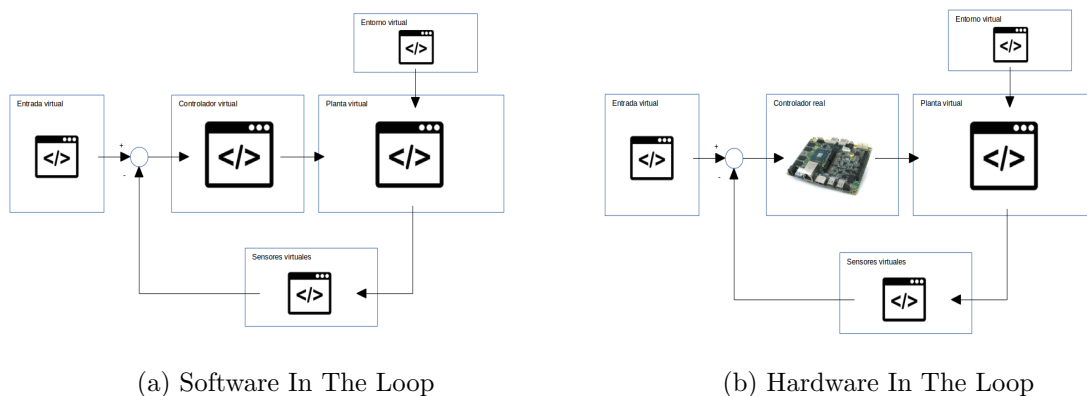 Entorno virtual
</>
Entrada virtual
</>
+
-
Controlador virtual
</>
Planta virtual
</>
Sensores virtuales
</>
(a) Software In The Loop
Entorno virtual
</>
Entrada virtual
</>
+
-
Controlador real
Planta virtual
</>
Sensores virtuales
</>
(b) Hardware In The Loop